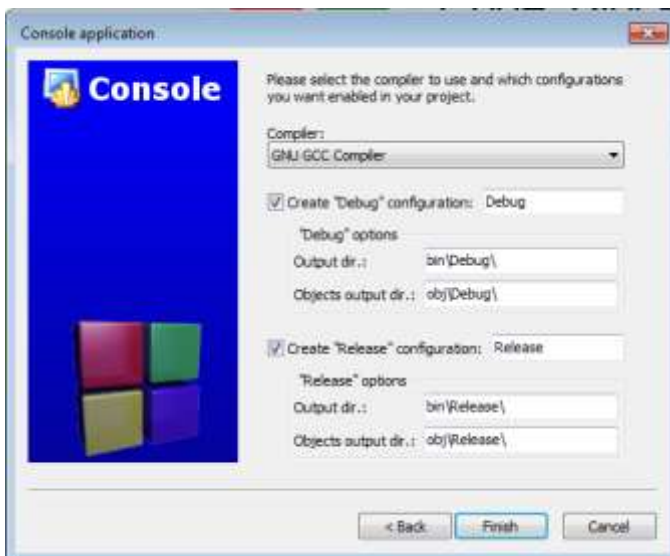 Console application
Console
Please select the compiler to use and which configurations
you want enabled in your project.
Compiler:
GNU GCC Compiler
Create "Debug" configuration: Debug
"Debug" options
Output dir.: bin\Debug\
Objects output dir.: obj\Debug\
Create "Release" configuration: Release
"Release" options
Output dir.: bin\Release\
Objects output dir.: obj\Release\
< Back Finish Cancel